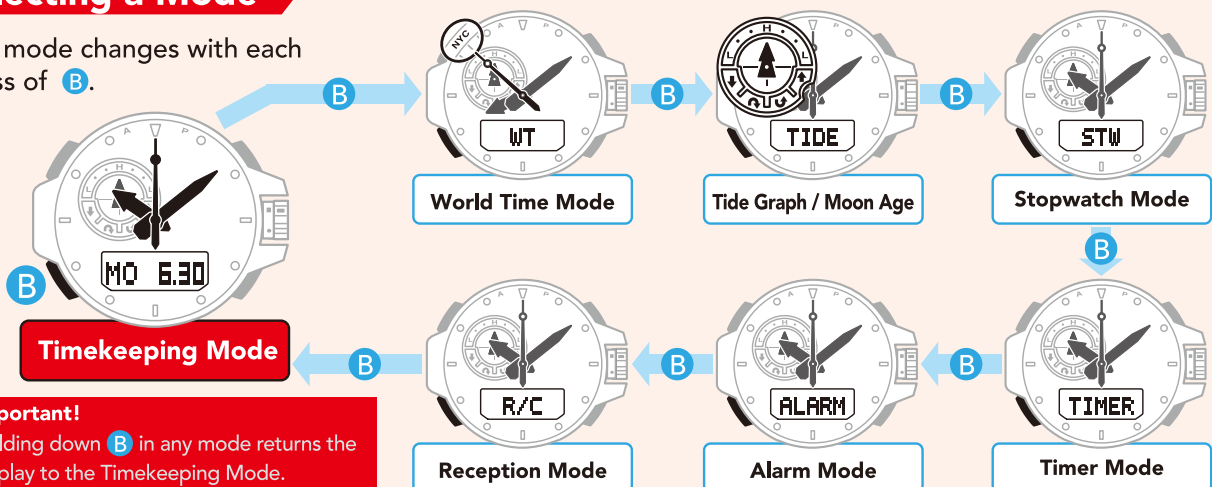 ecting a Mode
mode changes with each
ss of B.
B
NYC
WT
World Time Mode
B
H
L
L
TIDE
Tide Graph / Moon Age
B
A
P
H
L
L
STW
Stopwatch Mode
B
A
P
H
L
L
MO 6.30
B
Timekeeping Mode
A
P
H
L
L
TIMER
Timer Mode
B
A
P
H
L
L
ALARM
Alarm Mode
B
A
P
H
L
L
R/C
Reception Mode
B
portant!
lding down B in any mode returns the
play to the Timekeeping Mode.